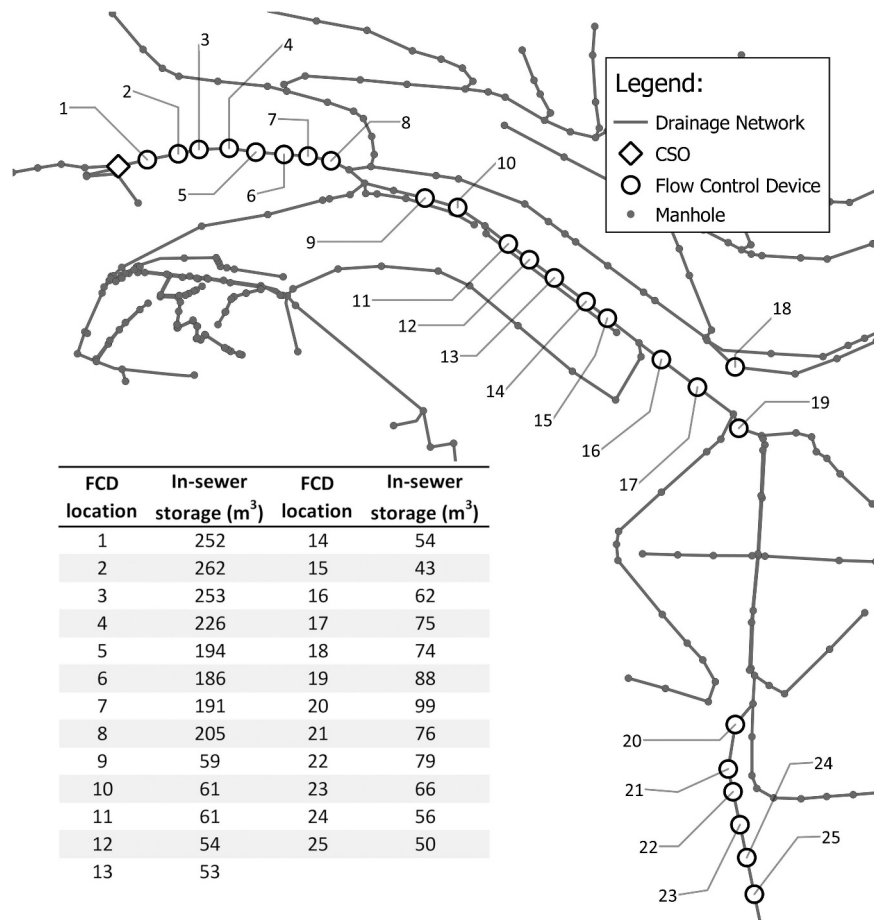 3
4
2
1
7
8
5
6
10
9
11
12
13
14
15
16
17
18
19
20
21
22
23
24
25
Legend:
Drainage Network
CSO
Flow Control Device
Manhole
FCD In-sewer FCD In-sewer
location storage (m³) location storage (m³)
1 252 14 54
2 262 15 43
3 253 16 62
4 226 17 75
5 194 18 74
6 186 19 88
7 191 20 99
8 205 21 76
9 59 22 79
10 61 23 66
11 61 24 56
12 54 25 50
13 53